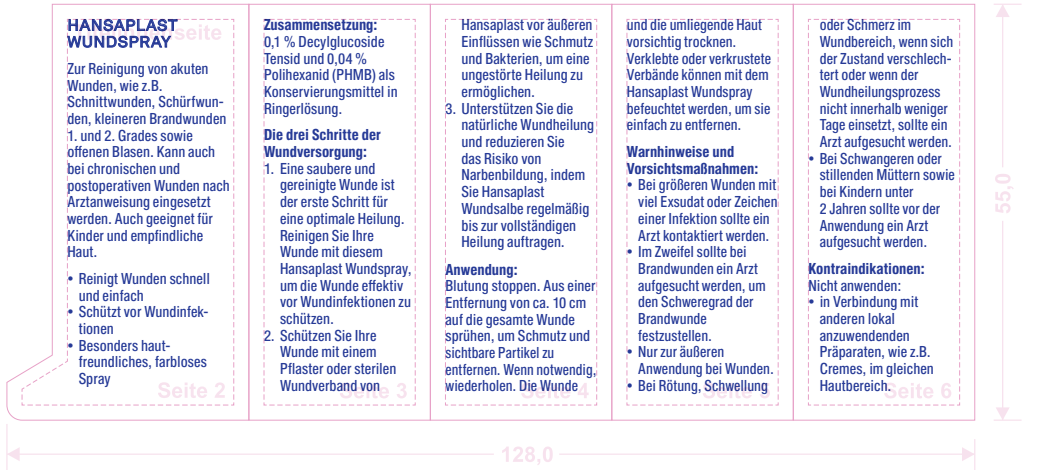 HANSAPLAST
WUNDSPRAY
Zur Reinigung von akuten
Wunden, wie z.B.
Schnittwunden, Schürfwun-
den, kleineren Brandwunden
1. und 2. Grades sowie
offenen Blasen. Kann auch
bei chronischen und
postoperativen Wunden nach
Arztanweisung eingesetzt
werden. Auch geeignet für
Kinder und empfindliche
Haut.
• Reinigt Wunden schnell
und einfach
• Schützt vor Wundinfek-
tionen
• Besonders haut-
freundliches, farbloses
Spray
Seite 2
Zusammensetzung:
0,1 % Decylglucoside
Tensid und 0,04 %
Polihexanid (PHMB) als
Konservierungsmittel in
Ringerlösung.
Die drei Schritte der
Wundversorgung:
1. Eine saubere und
gereinigte Wunde ist
der erste Schritt für
eine optimale Heilung.
Reinigen Sie Ihre
Wunde mit diesem
Hansaplast Wundspray,
um die Wunde effektiv
vor Wundinfektionen zu
schützen.
2. Schützen Sie Ihre
Wunde mit einem
Pflaster oder sterilen
Wundverband von
Seite 3
Hansaplast vor äußeren
Einflüssen wie Schmutz
und Bakterien, um eine
ungestörte Heilung zu
ermöglichen.
3. Unterstützen Sie die
natürliche Wundheilung
und reduzieren Sie
das Risiko von
Narbenbildung, indem
Sie Hansaplast
Wundsalbe regelmäßig
bis zur vollständigen
Heilung auftragen.
Anwendung:
Blutung stoppen. Aus einer
Entfernung von ca. 10 cm
auf die gesamte Wunde
sprühen, um Schmutz und
sichtbare Partikel zu
entfernen. Wenn notwendig,
wiederholen. Die Wunde
Seite 4
und die umliegende Haut
vorsichtig trocknen.
Verklebte oder verkrustete
Verbände können mit dem
Hansaplast Wundspray
befeuchtet werden, um sie
einfach zu entfernen.
Warnhinweise und
Vorsichtsmaßnahmen:
• Bei größeren Wunden mit
viel Exsudat oder Zeichen
einer Infektion sollte ein
Arzt kontaktiert werden.
• Im Zweifel sollte bei
Brandwunden ein Arzt
aufgesucht werden, um
den Schweregrad der
Brandwunde
festzustellen.
• Nur zur äußeren
Anwendung bei Wunden.
• Bei Rötung, Schwellung
oder Schmerz im
Wundbereich, wenn sich
der Zustand verschlech-
tert oder wenn der
Wundheilungsprozess
nicht innerhalb weniger
Tage einsetzt, sollte ein
Arzt aufgesucht werden.
• Bei Schwangeren oder
stillenden Müttern sowie
bei Kindern unter
2 Jahren sollte vor der
Anwendung ein Arzt
aufgesucht werden.
Kontraindikationen:
Nicht anwenden:
• in Verbindung mit
anderen lokal
anzuwendenden
Präparaten, wie z.B.
Cremes, im gleichen
Hautbereich.
Seite 6
55,0
128,0